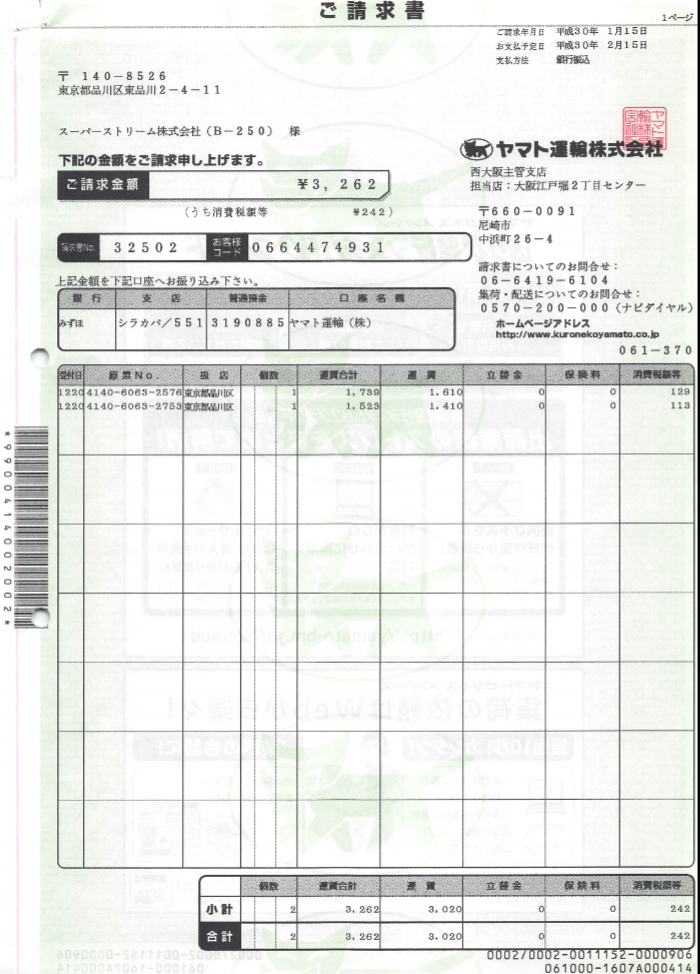 ご請求書
1ページ
ご請求年月日 平成30年 1月15日
お支払予定日 平成30年 2月15日
支払方法 銀行振込
〒 140-8526
東京都品川区東品川2-4-11
スーパーストリーム株式会社(B-250) 様
下記の金額をご請求申し上げます。
ご請求金額 ¥3,262
(うち消費税額等 ¥242)
請求書No. 32502 お客様コード 0664474931
ヤマト運輸株式会社
西大阪主管支店
担当店:大阪江戸堀2丁目センター
〒660-0091
尼崎市
中浜町26-4
請求書についてのお問合せ:
06-6419-6104
集荷・配送についてのお問合せ:
0570-200-000(ナビダイヤル)
ホームページアドレス
http://www.kuronekoyamato.co.jp
061-370
上記金額を下記口座へお振り込み下さい。
銀行 支店 普通預金 口座名義
みずほ シラカバ/551 3190885 ヤマト運輸(株)
受付日 原票No. 扱店 個数 運賃合計 運賃 立替金 保険料 消費税額等
1220 4140-6063-2576 東京都品川区 1 1,739 1,610 0 0 129
1220 4140-6063-2753 東京都品川区 1 1,523 1,410 0 0 113
*9900414002002*
個数 運賃合計 運賃 立替金 保険料 消費税額等
小計 2 3,262 3,020 0 0 242
合計 2 3,262 3,020 0 0 242
0002/0002-0011152-0000906
061000-1607A000414